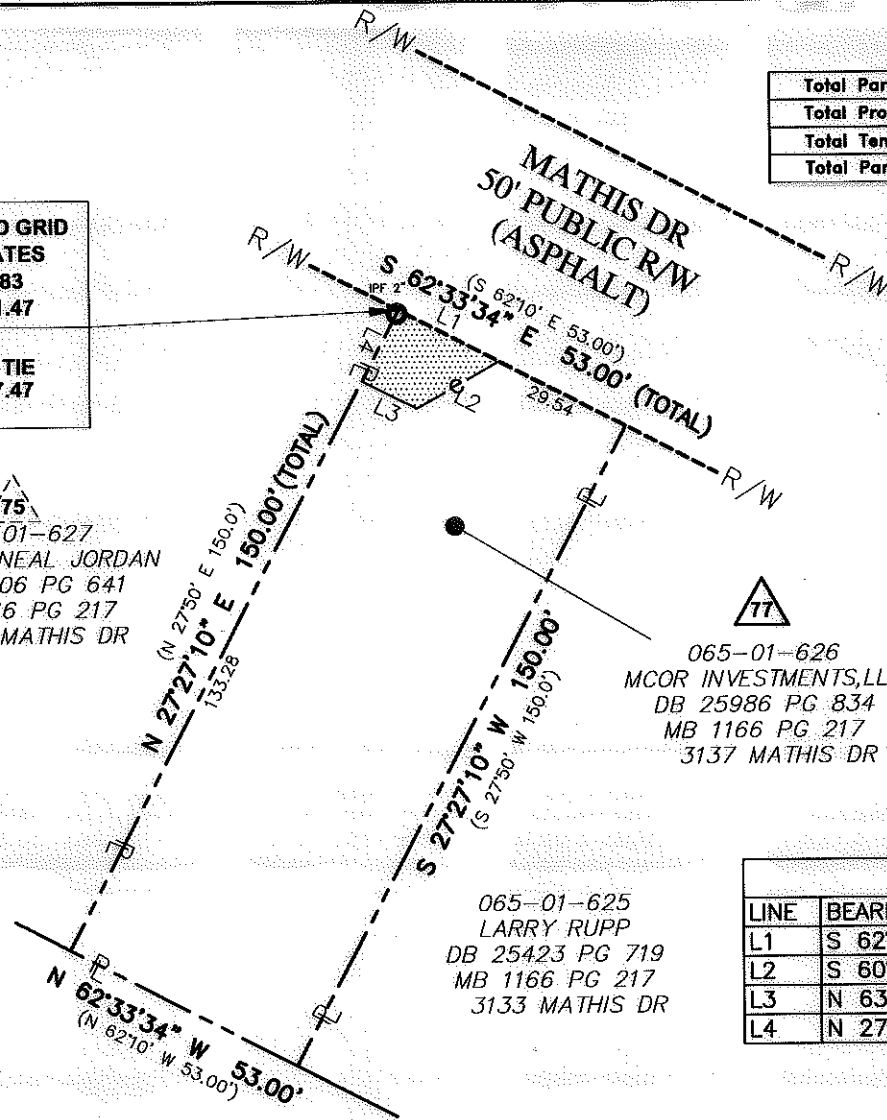 R/W
R/W
Total Par
Total Pro
Total Ten
Total Par
MATHIS DR
50' PUBLIC R/W
(ASPHALT)
GRID
ATES
83
.47
TIE
7.47
R/W
IPF 2"
S 62°33'34" E 53.00' (TOTAL)
(S 62°10' E 53.00')
L1
L4
L3
L2
29.54
R/W
75
01-627
NEAL JORDAN
06 PG 641
6 PG 217
MATHIS DR
N 27°27'10" E 150.00' (TOTAL)
(N 27°50' E 150.0')
133.28
S 27°27'10" W 150.00'
(S 27°50' W 150.0')
77
065-01-626
MCOR INVESTMENTS,LL
DB 25986 PG 834
MB 1166 PG 217
3137 MATHIS DR
065-01-625
LARRY RUPP
DB 25423 PG 719
MB 1166 PG 217
3133 MATHIS DR
N 62°33'34" W 53.00'
(N 62°10' W 53.00')
LINE BEARI
L1 S 62°
L2 S 60
L3 N 63
L4 N 27